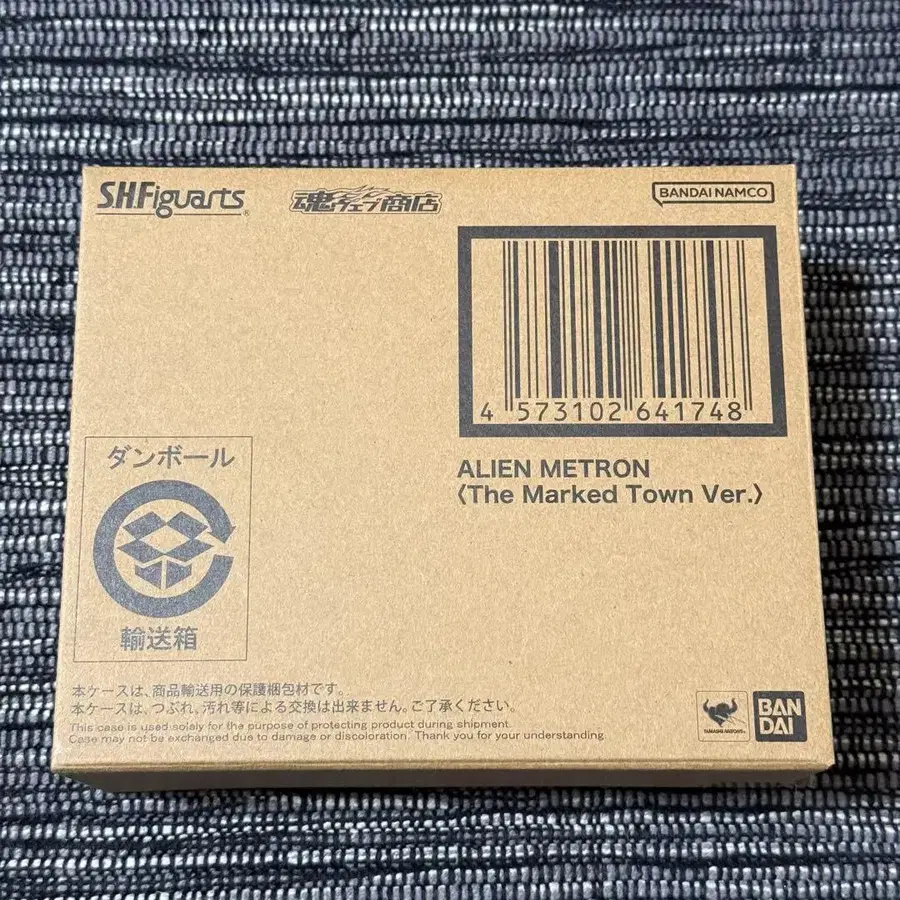 S.H.Figuarts®
魂ウェブ商店
BANDAI NAMCO
4 573102 641748
ALIEN METRON
〈The Marked Town Ver.〉
ダンボール
輸送箱
本ケースは、商品輸送用の保護梱包材です。
本ケースは、つぶれ、汚れ等による交換は出来ません。ご了承ください。
This case is used solaly for the purpose of protecting product during shipment.
Case may not be exchanged due to damage or discoloration. Thank you for your understanding.
TAMASHII NATIONS
BAN
DAI